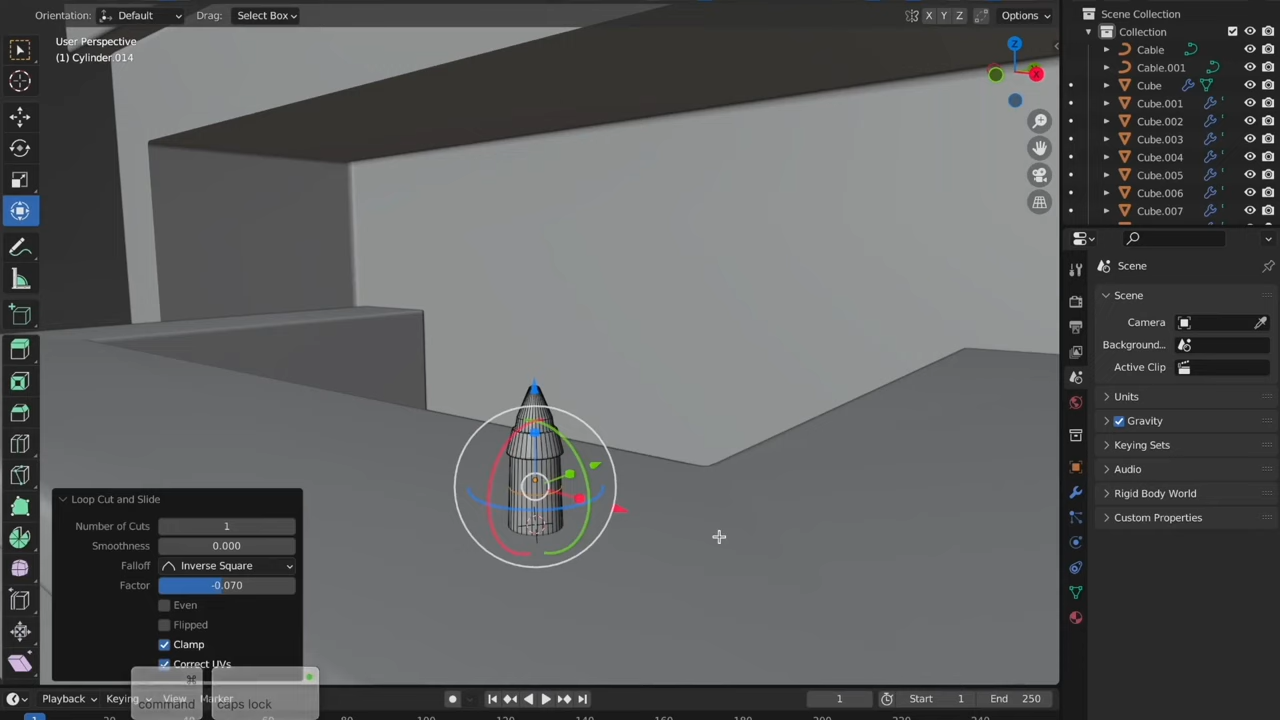 Orientation: Default Drag: Select Box X Y Z Options
User Perspective
(1) Cylinder.014
Z
X
Scene Collection
Collection
Cable
Cable.001
Cube
Cube.001
Cube.002
Cube.003
Cube.004
Cube.005
Cube.006
Cube.007
Scene
Scene
Camera
Background...
Active Clip
Units
Gravity
Keying Sets
Audio
Rigid Body World
Custom Properties
Loop Cut and Slide
Number of Cuts 1
Smoothness 0.000
Falloff Inverse Square
Factor -0.070
Even
Flipped
Clamp
Correct UVs
⌘
command caps lock
Playback Keying View Marker 1 Start 1 End 250
1